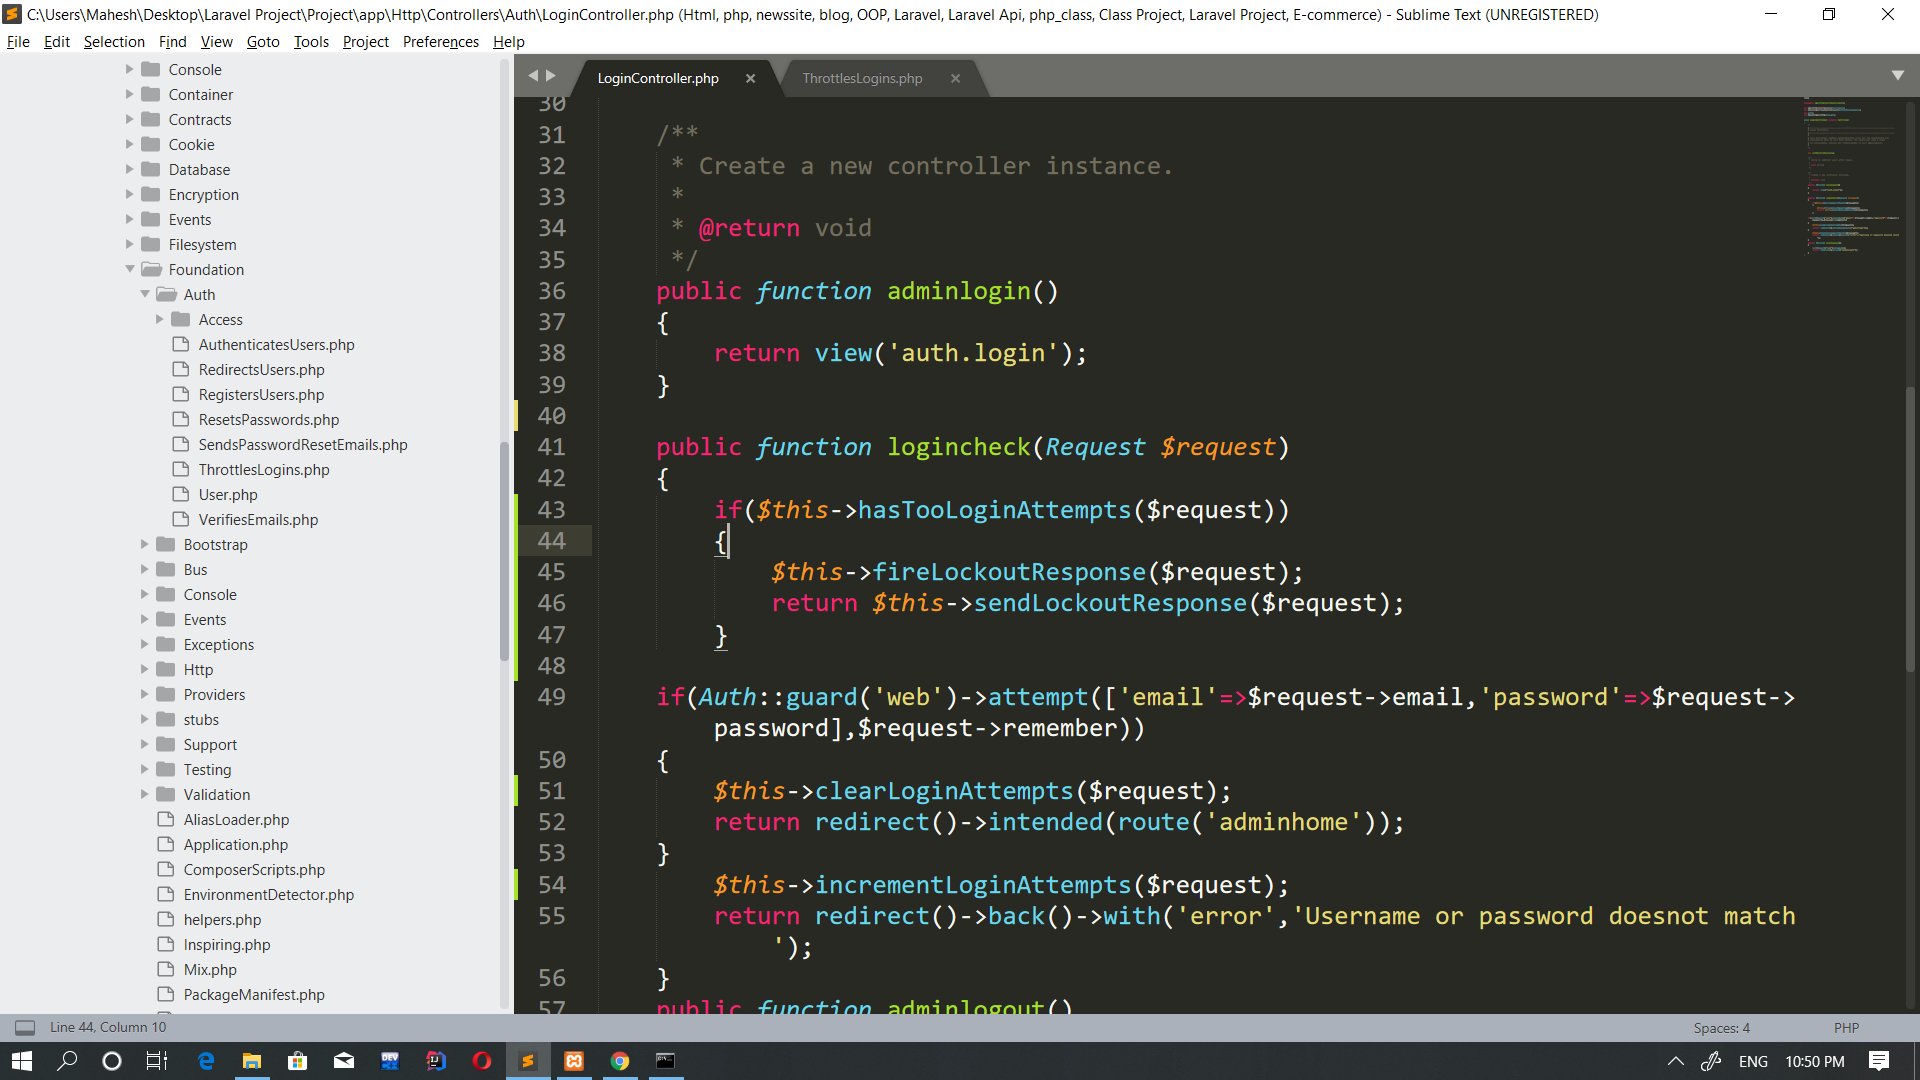 C:\Users\Mahesh\Desktop\Laravel Project\Project\app\Http\Controllers\Auth\LoginController.php (Html, php, newssite, blog, OOP, Laravel, Laravel Api, php_class, Class Project, Laravel Project, E-commerce) - Sublime Text (UNREGISTERED)
File Edit Selection Find View Goto Tools Project Preferences Help
Console
Container
Contracts
Cookie
Database
Encryption
Events
Filesystem
Foundation
Auth
Access
AuthenticatesUsers.php
RedirectsUsers.php
RegistersUsers.php
ResetsPasswords.php
SendsPasswordResetEmails.php
ThrottlesLogins.php
User.php
VerifiesEmails.php
Bootstrap
Bus
Console
Events
Exceptions
Http
Providers
stubs
Support
Testing
Validation
AliasLoader.php
Application.php
ComposerScripts.php
EnvironmentDetector.php
helpers.php
Inspiring.php
Mix.php
PackageManifest.php
LoginController.php ThrottlesLogins.php
30
31 /**
32 * Create a new controller instance.
33 *
34 * @return void
35 */
36 public function adminlogin()
37 {
38 return view('auth.login');
39 }
40
41 public function logincheck(Request $request)
42 {
43 if($this->hasTooLoginAttempts($request))
44 {
45 $this->fireLockoutResponse($request);
46 return $this->sendLockoutResponse($request);
47 }
48
49 if(Auth::guard('web')->attempt(['email'=>$request->email,'password'=>$request->
password],$request->remember))
50 {
51 $this->clearLoginAttempts($request);
52 return redirect()->intended(route('adminhome'));
53 }
54 $this->incrementLoginAttempts($request);
55 return redirect()->back()->with('error','Username or password doesnot match
');
56 }
57 public function adminlogout()
Line 44, Column 10 Spaces: 4 PHP
ENG 10:50 PM